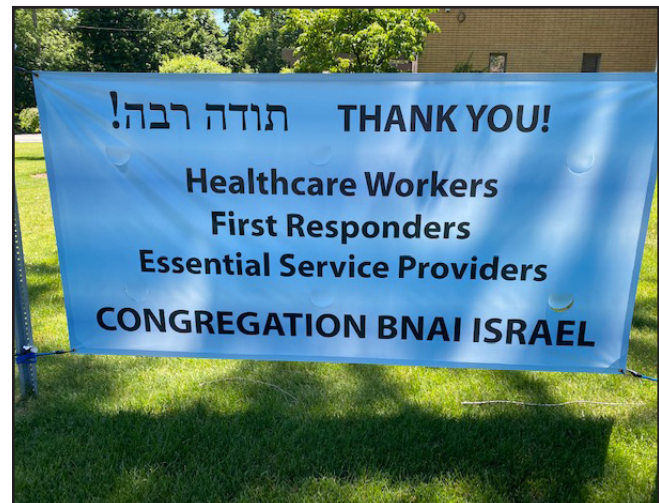 תודה רבה! THANK YOU!
Healthcare Workers
First Responders
Essential Service Providers
CONGREGATION BNAI ISRAEL